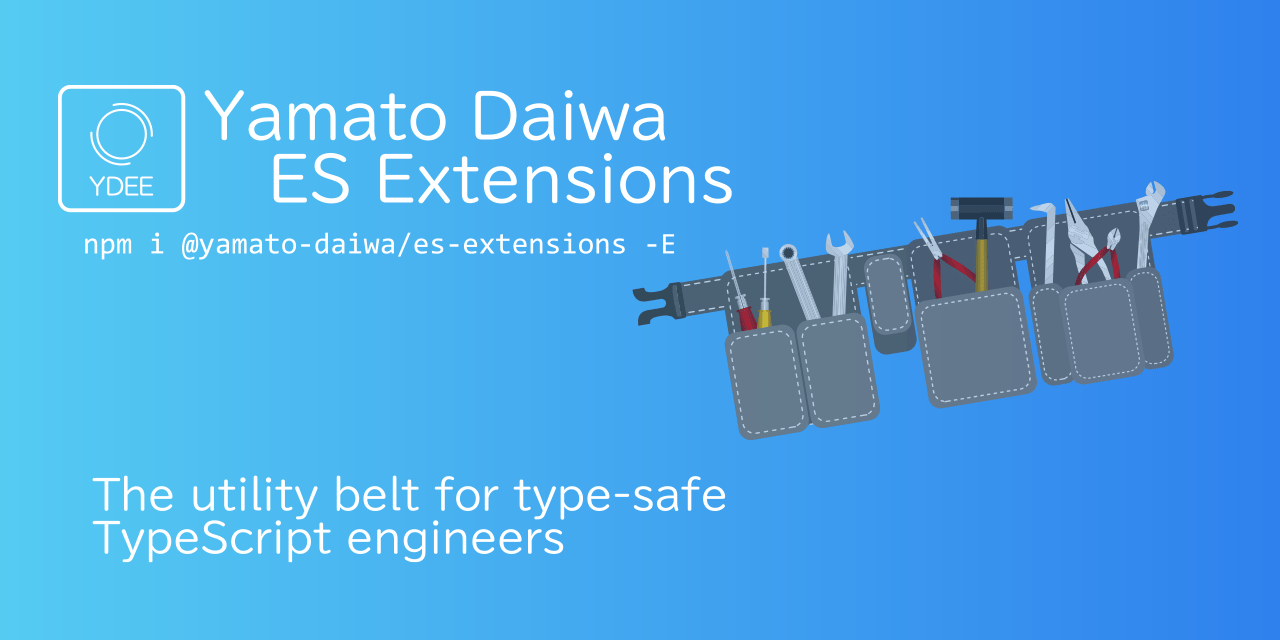 YDEE
Yamato Daiwa
ES Extensions
npm i @yamato-daiwa/es-extensions -E
The utility belt for type-safe
TypeScript engineers